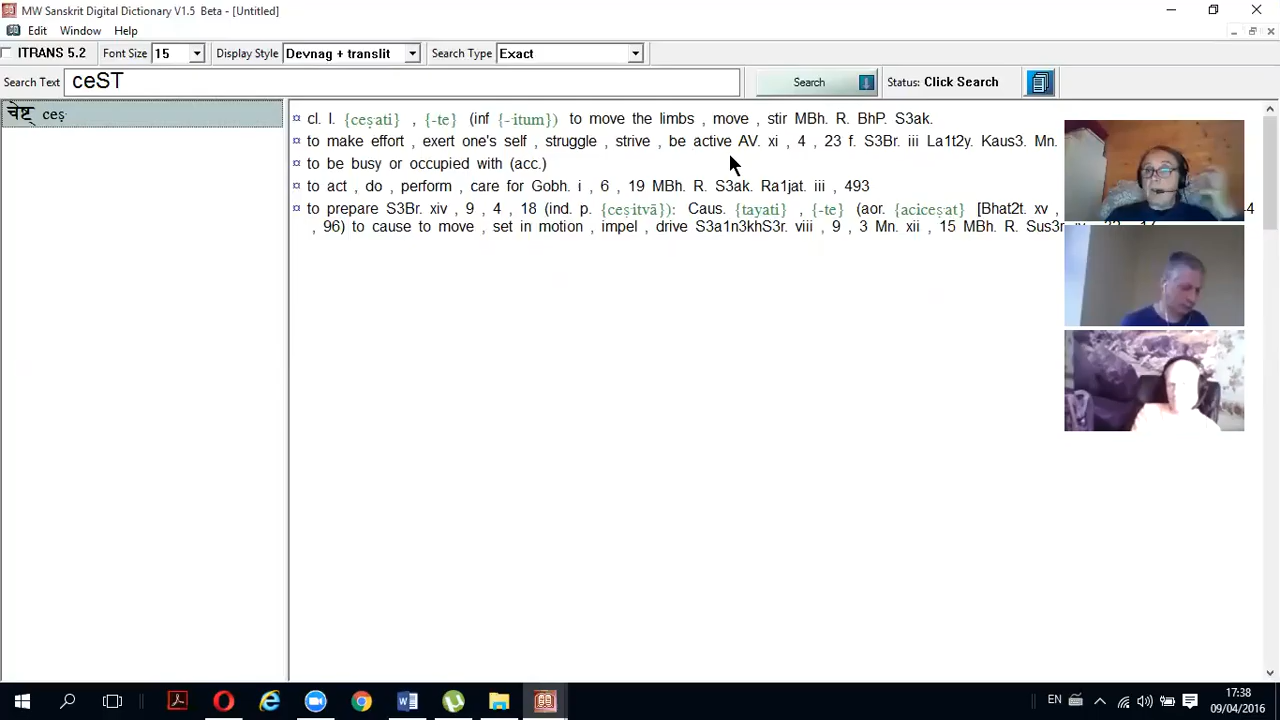 MW Sanskrit Digital Dictionary V1.5 Beta - [Untitled]
Edit Window Help
ITRANS 5.2 Font Size 15 Display Style Devnag + translit Search Type Exact
Search Text ceST Search Status: Click Search
चेष्ट् ceṣ
¤ cl. I. {ceṣati} , {-te} (inf {-itum}) to move the limbs , move , stir MBh. R. BhP. S3ak.
¤ to make effort , exert one's self , struggle , strive , be active AV. xi , 4 , 23 f. S3Br. iii La1t2y. Kaus3. Mn.
¤ to be busy or occupied with (acc.)
¤ to act , do , perform , care for Gobh. i , 6 , 19 MBh. R. S3ak. Ra1jat. iii , 493
¤ to prepare S3Br. xiv , 9 , 4 , 18 (ind. p. {ceṣitvā}): Caus. {tayati} , {-te} (aor. {aciceṣat} [Bhat2t. xv ,
, 96) to cause to move , set in motion , impel , drive S3a1n3khS3r. viii , 9 , 3 Mn. xii , 15 MBh. R.
EN 17:38
09/04/2016